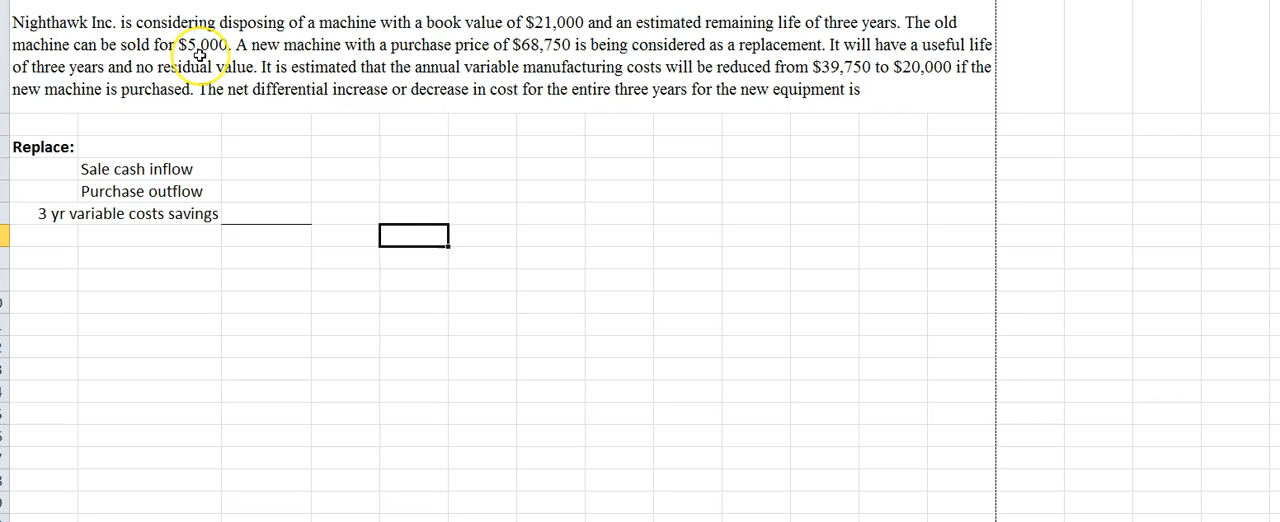 Nighthawk Inc. is considering disposing of a machine with a book value of $21,000 and an estimated remaining life of three years. The old
machine can be sold for $5,000. A new machine with a purchase price of $68,750 is being considered as a replacement. It will have a useful life
of three years and no residual value. It is estimated that the annual variable manufacturing costs will be reduced from $39,750 to $20,000 if the
new machine is purchased. The net differential increase or decrease in cost for the entire three years for the new equipment is
Replace:
Sale cash inflow
Purchase outflow
3 yr variable costs savings